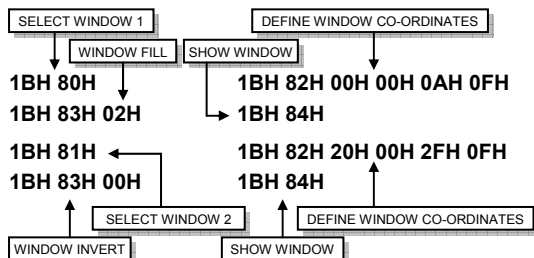 SELECT WINDOW 1 DEFINE WINDOW CO-ORDINATES
WINDOW FILL SHOW WINDOW
1BH 80H 1BH 82H 00H 00H 0AH 0FH
1BH 83H 02H 1BH 84H
1BH 81H 1BH 82H 20H 00H 2FH 0FH
1BH 83H 00H 1BH 84H
SELECT WINDOW 2 DEFINE WINDOW CO-ORDINATES
WINDOW INVERT SHOW WINDOW